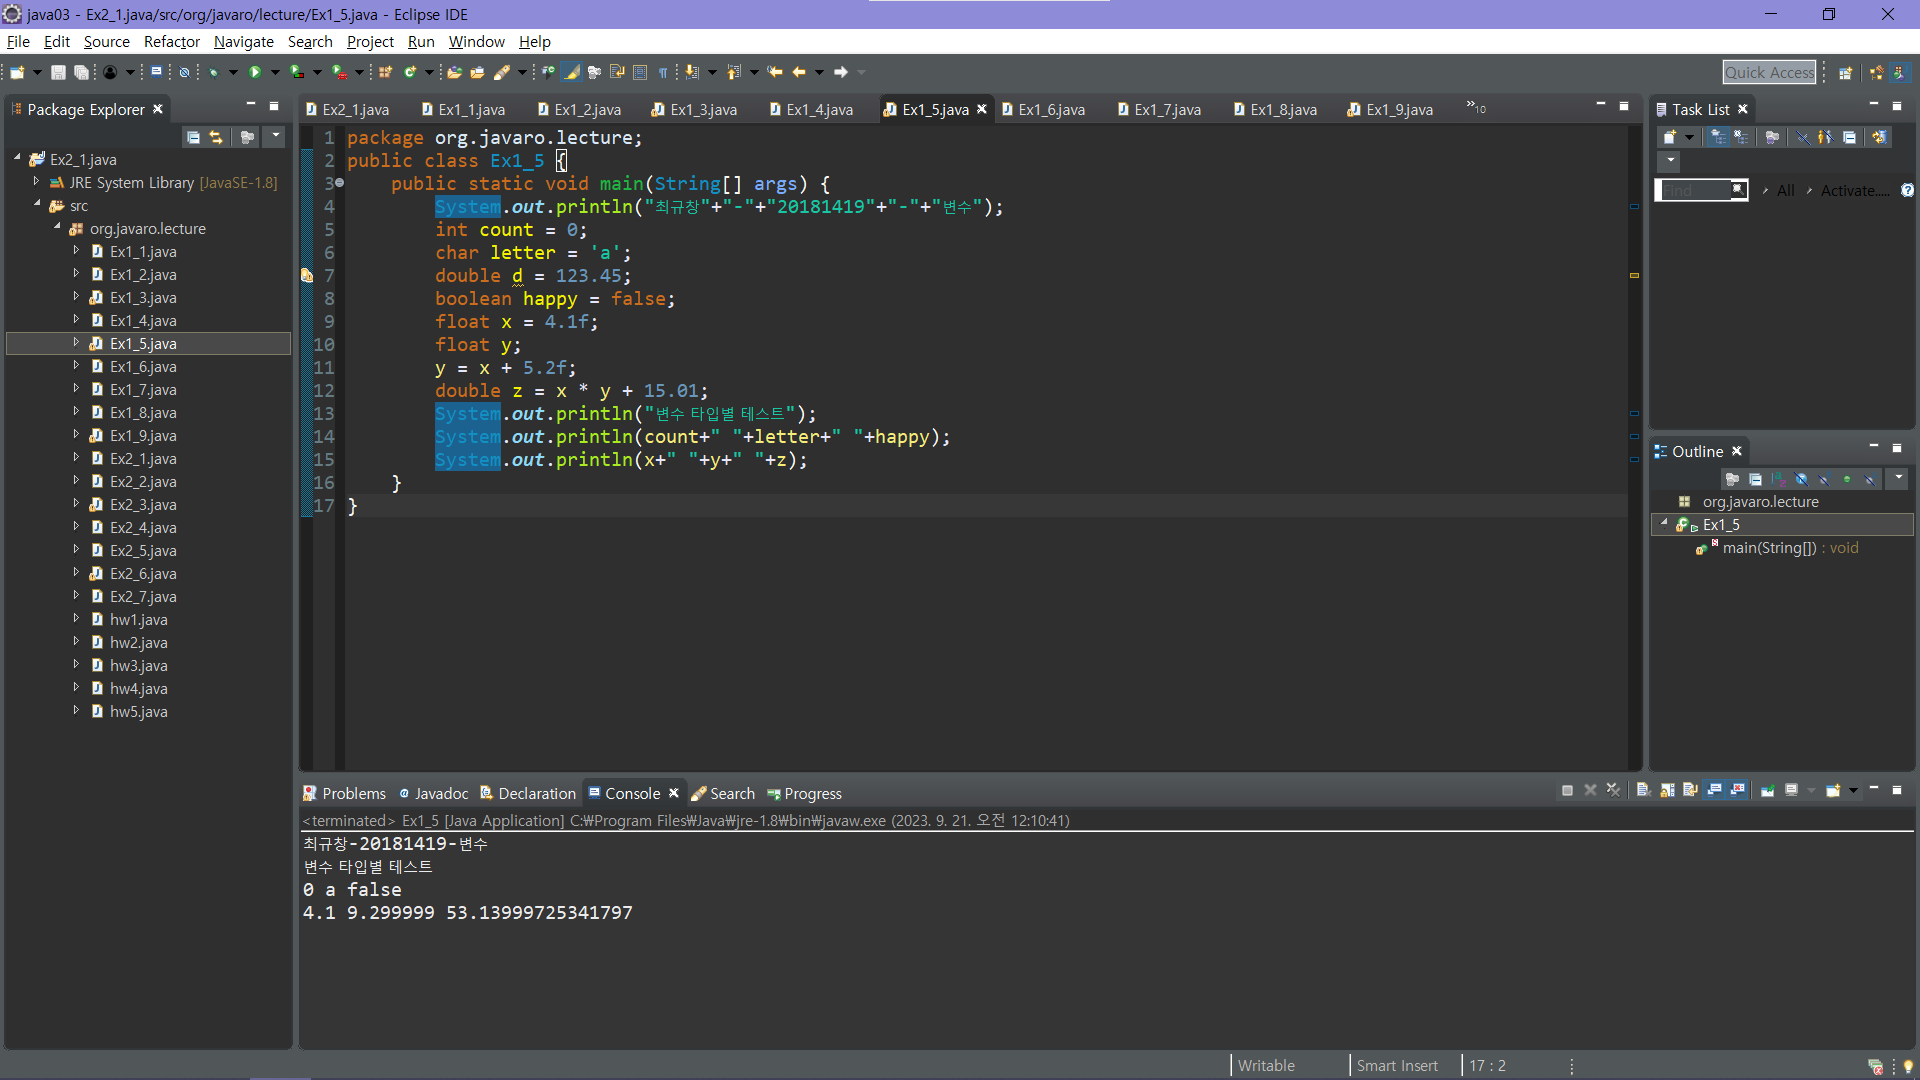 java03 - Ex2_1.java/src/org/javaro/lecture/Ex1_5.java - Eclipse IDE
File Edit Source Refactor Navigate Search Project Run Window Help
Quick Access
Package Explorer
Ex2_1.java
JRE System Library [JavaSE-1.8]
src
org.javaro.lecture
Ex1_1.java
Ex1_2.java
Ex1_3.java
Ex1_4.java
Ex1_5.java
Ex1_6.java
Ex1_7.java
Ex1_8.java
Ex1_9.java
Ex2_1.java
Ex2_2.java
Ex2_3.java
Ex2_4.java
Ex2_5.java
Ex2_6.java
Ex2_7.java
hw1.java
hw2.java
hw3.java
hw4.java
hw5.java
Ex2_1.java Ex1_1.java Ex1_2.java Ex1_3.java Ex1_4.java Ex1_5.java Ex1_6.java Ex1_7.java Ex1_8.java Ex1_9.java »10
1 package org.javaro.lecture;
2 public class Ex1_5 {
3 public static void main(String[] args) {
4 System.out.println("최규창"+"-"+"20181419"+"-"+"변수");
5 int count = 0;
6 char letter = 'a';
7 double d = 123.45;
8 boolean happy = false;
9 float x = 4.1f;
10 float y;
11 y = x + 5.2f;
12 double z = x * y + 15.01;
13 System.out.println("변수 타입별 테스트");
14 System.out.println(count+" "+letter+" "+happy);
15 System.out.println(x+" "+y+" "+z);
16 }
17 }
Task List
Find All Activate.....
Outline
org.javaro.lecture
Ex1_5
main(String[]) : void
Problems Javadoc Declaration Console Search Progress
<terminated> Ex1_5 [Java Application] C:₩Program Files₩Java₩jre-1.8₩bin₩javaw.exe (2023. 9. 21. 오전 12:10:41)
최규창-20181419-변수
변수 타입별 테스트
0 a false
4.1 9.299999 53.13999725341797
Writable Smart Insert 17 : 2